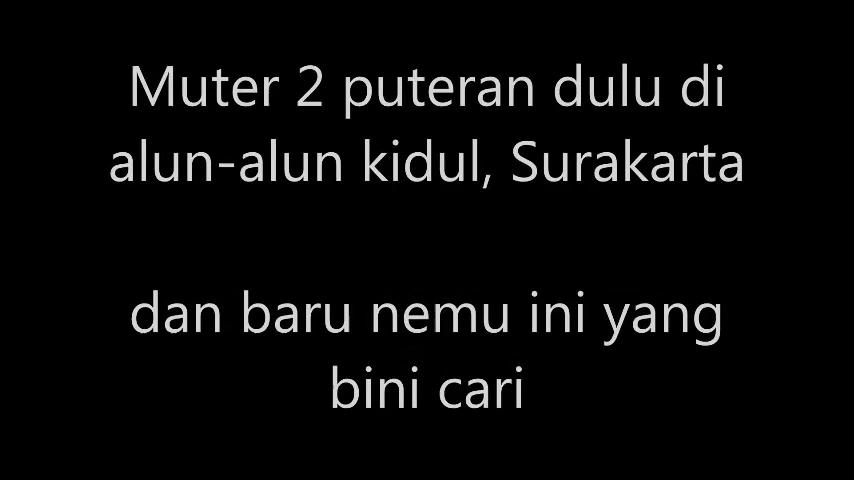 Muter 2 puteran dulu di
alun-alun kidul, Surakarta
dan baru nemu ini yang
bini cari